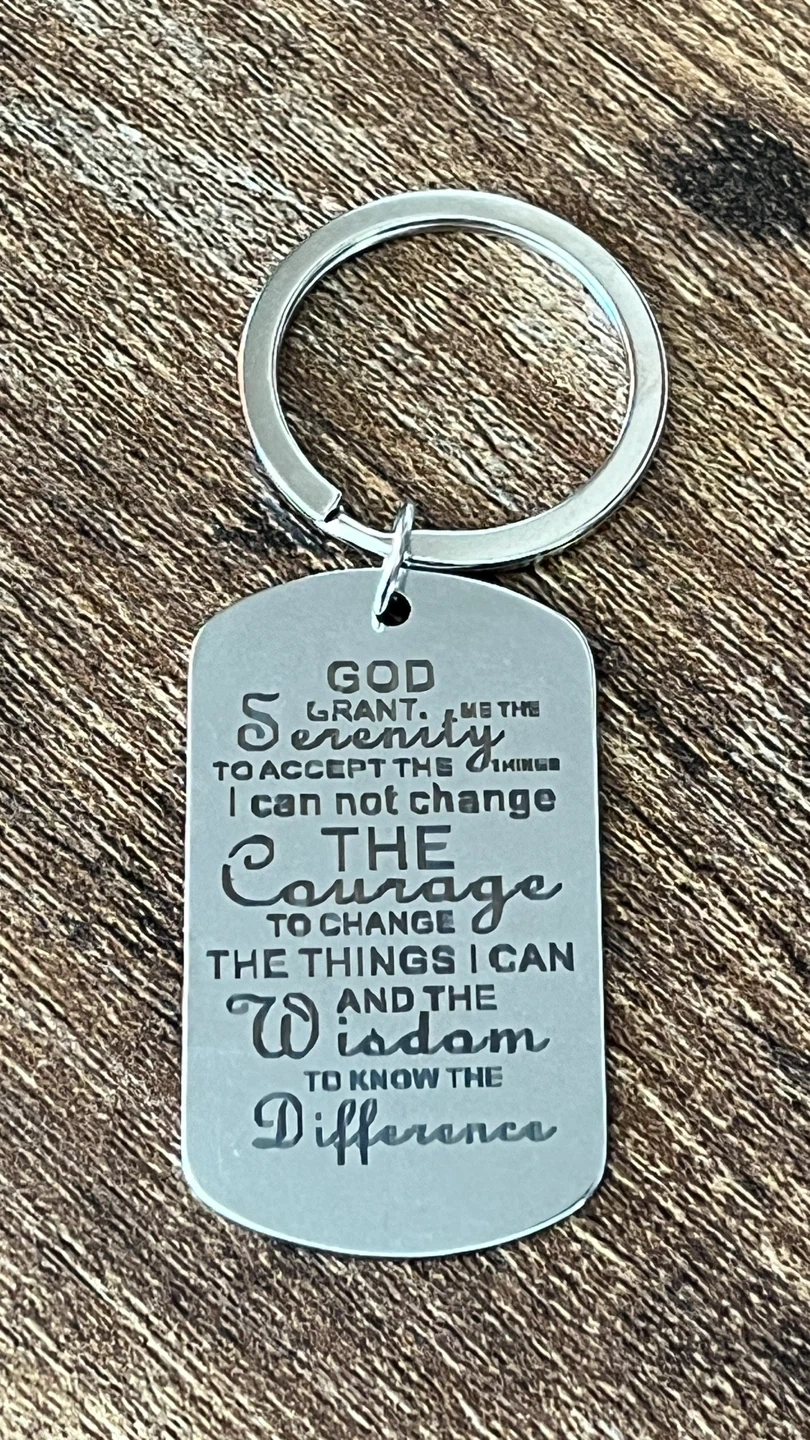 GOD
GRANT. ME THE
Serenity
TO ACCEPT THE THINGS
I can not change
THE
Courage
TO CHANGE
THE THINGS I CAN
AND THE
Wisdom
TO KNOW THE
Difference